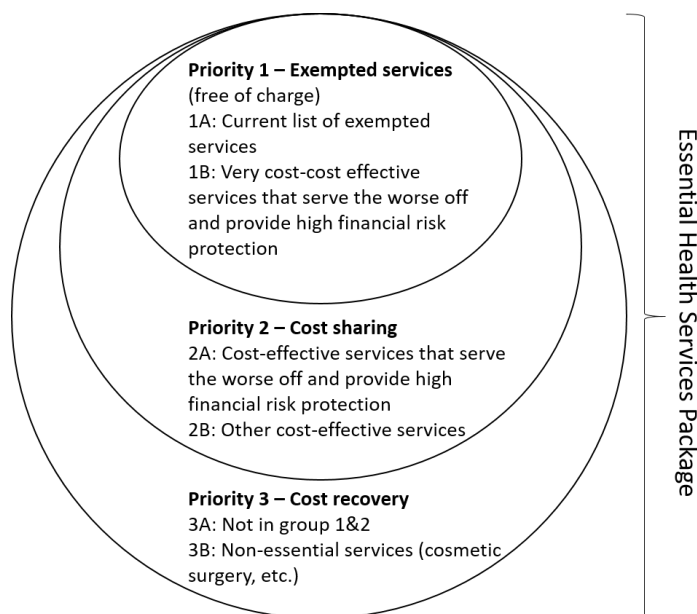 Priority 1 – Exempted services
(free of charge)
1A: Current list of exempted
services
1B: Very cost-cost effective
services that serve the worse off
and provide high financial risk
protection
Priority 2 – Cost sharing
2A: Cost-effective services that serve
the worse off and provide high
financial risk protection
2B: Other cost-effective services
Priority 3 – Cost recovery
3A: Not in group 1&2
3B: Non-essential services (cosmetic
surgery, etc.)
Essential Health Services Package